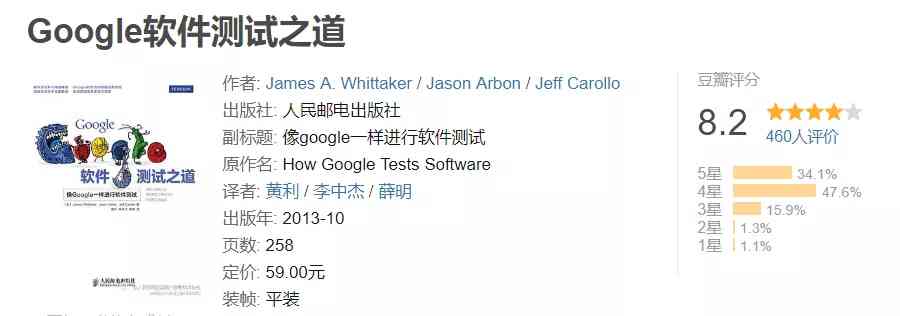 Google软件测试之道
Google
软件测试之道
像Google一样进行软件测试
人民邮电出版社
作者: James A. Whittaker / Jason Arbon / Jeff Carollo
出版社: 人民邮电出版社
副标题: 像google一样进行软件测试
原作名: How Google Tests Software
译者: 黄利 / 李中杰 / 薛明
出版年: 2013-10
页数: 258
定价: 59.00元
装帧: 平装
豆瓣评分
8.2
460人评价
5星 34.1%
4星 47.6%
3星 15.9%
2星 1.3%
1星 1.1%